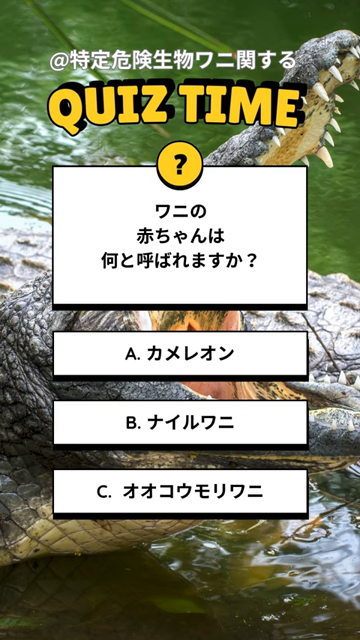 @特定危険生物ワニ関する
QUIZ TIME
?
ワニの
赤ちゃんは
何と呼ばれますか？
A. カメレオン
B. ナイルワニ
C. オオコウモリワニ